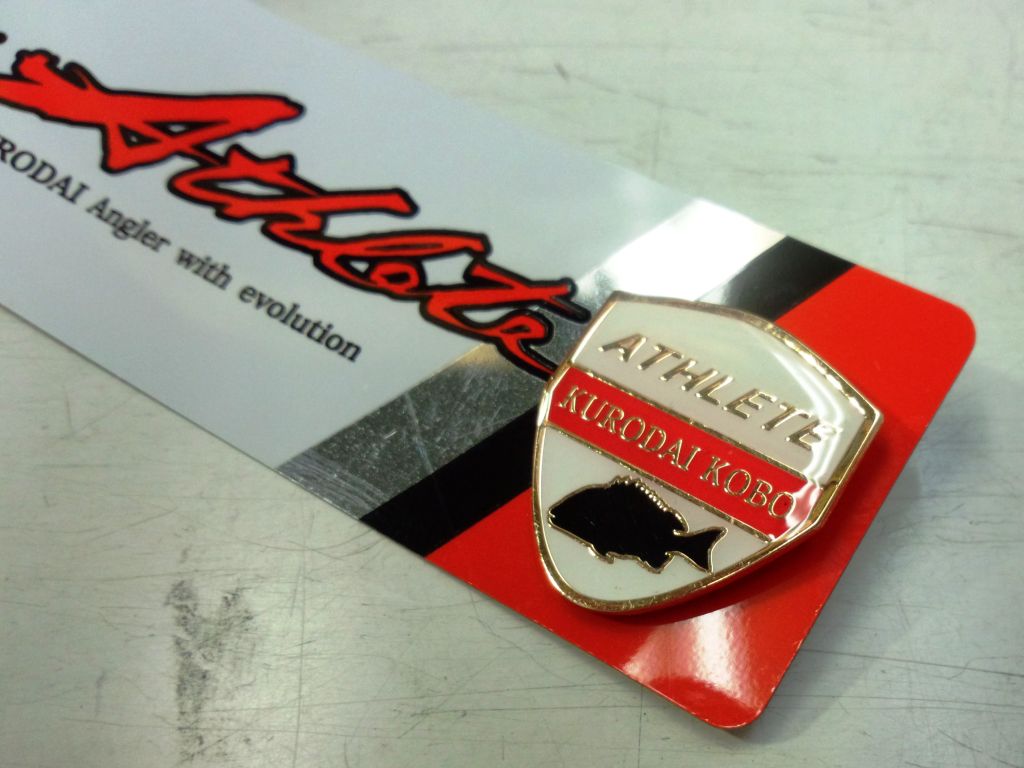 Athlete
RODAI Angler with evolution
ATHLETE
KURODAI KOBO